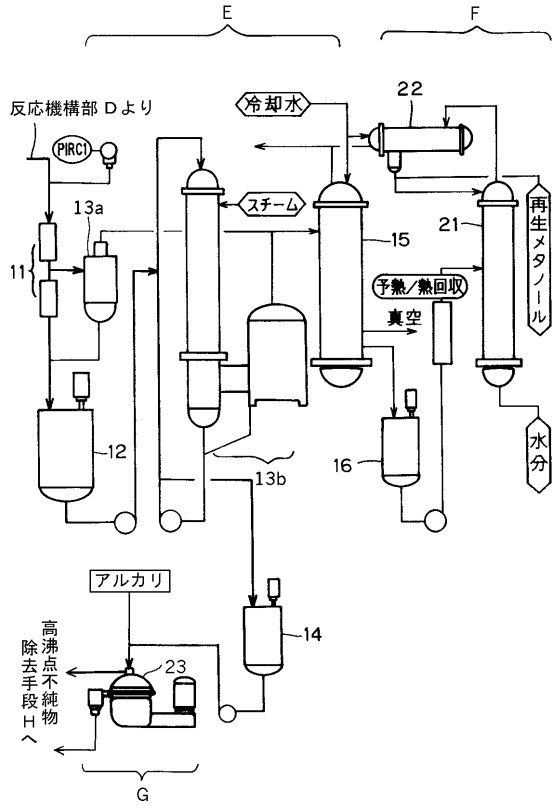 E
F
反応機構部 D より
PIRC1
冷却水
22
13a
スチーム
11
15
21
再生メタノール
予熱/熱回収
真空
12
16
水分
13b
アルカリ
14
高沸点不純物
除去手段Hへ
23
G